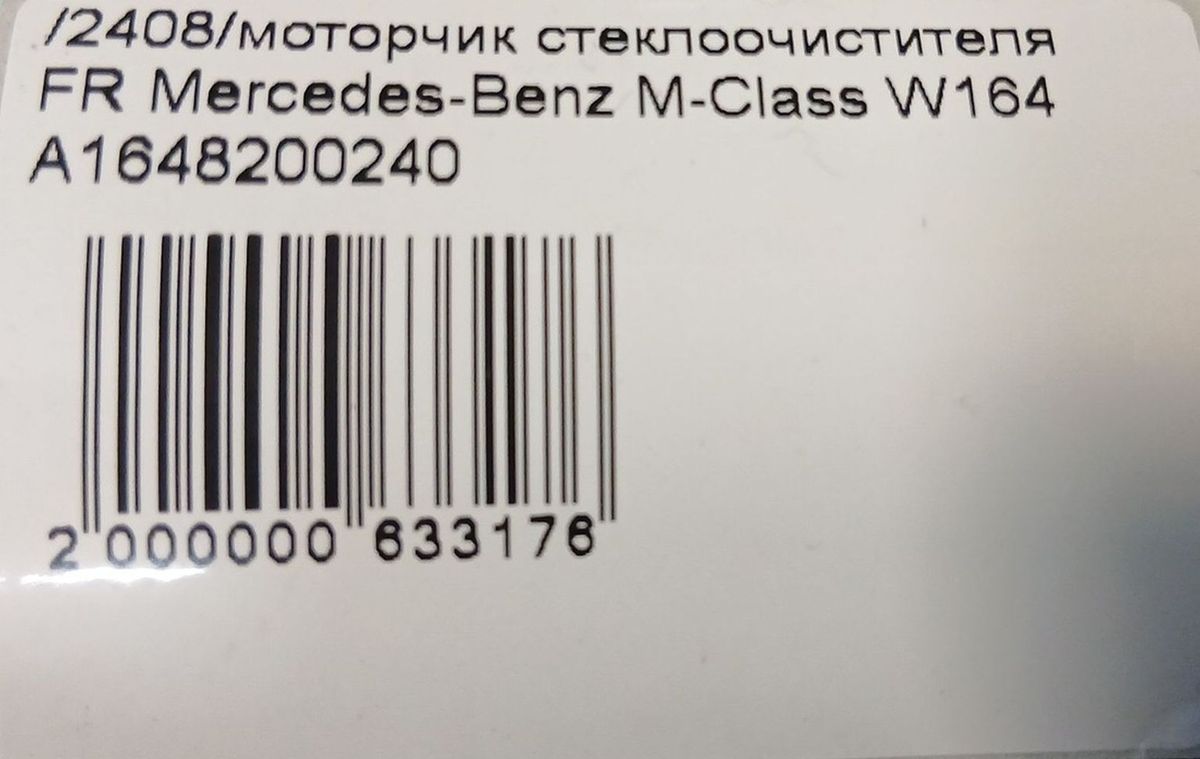 /2408/моторчик стеклоочистителя
FR Mercedes-Benz M-Class W164
A1648200240
2 000000 633176